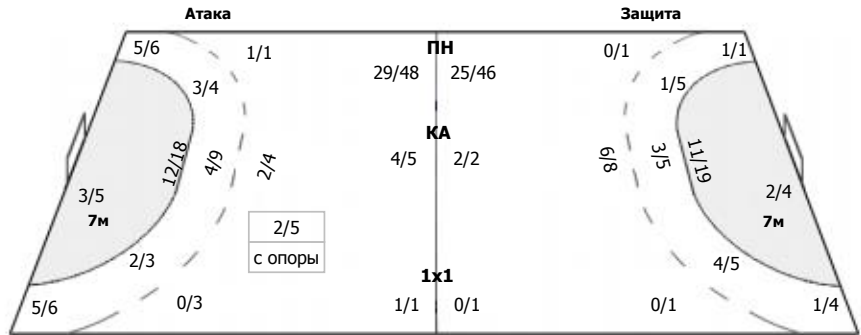 Атака Защита
5/6 1/1 ПН 0/1 1/1
29/48 25/46
3/4 1/5
КА
12/18 4/9 2/4 4/5 2/2 6/8 3/5 11/19
3/5 2/4
7м 7м
2/5
с опоры
2/3 4/5
1x1
5/6 0/3 1/1 0/1 0/1 1/4